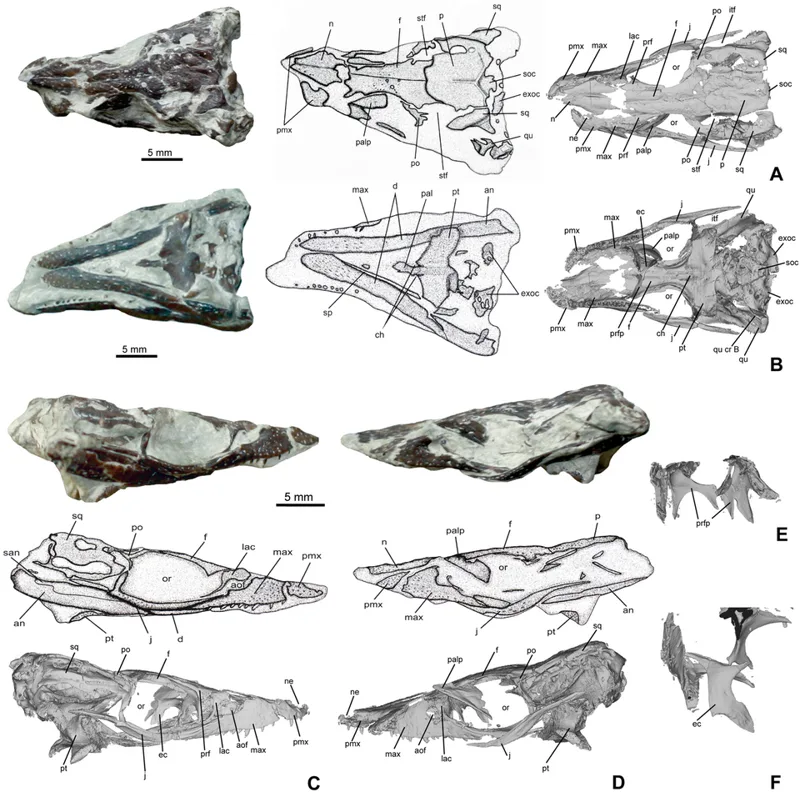 n f stf p sq
pmx palp po stf soc exoc sq qu
5 mm
pmx max lac prf or f j po itf sq soc
n ne pmx max prf palp or po stf j p sq
A
max d pal pt an
sp ch exoc
5 mm
pmx max ec palp or j itf qu exoc soc exoc
pmx max prfp f or ch j pt qu cr B qu
B
5 mm
sq po f lac max pmx
san or aof
an pt j d
n palp f or p
pmx max j pt an
prfp
E
sq po f ne
or
pt j ec prf lac aof max pmx
C
palp f po sq
ne or
pmx max aof lac j pt
D
ec
F